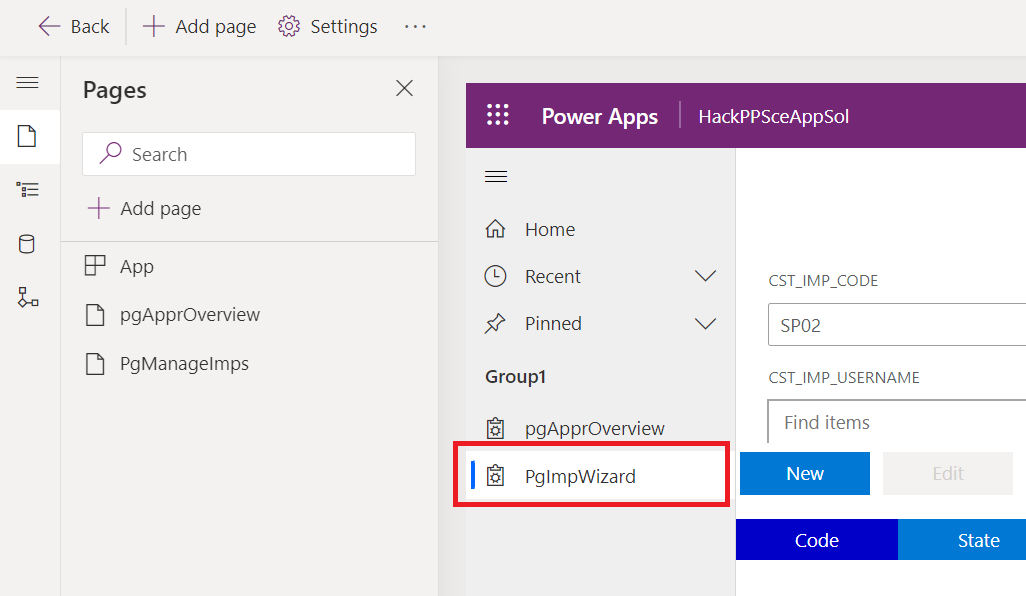 Back
Add page
Settings
Pages
Search
Add page
App
pgApprOverview
PgManageImps
Power Apps
HackPPSceAppSol
Home
Recent
Pinned
Group1
pgApprOverview
PgImpWizard
CST_IMP_CODE
SP02
CST_IMP_USERNAME
Find items
New
Edit
Code
State